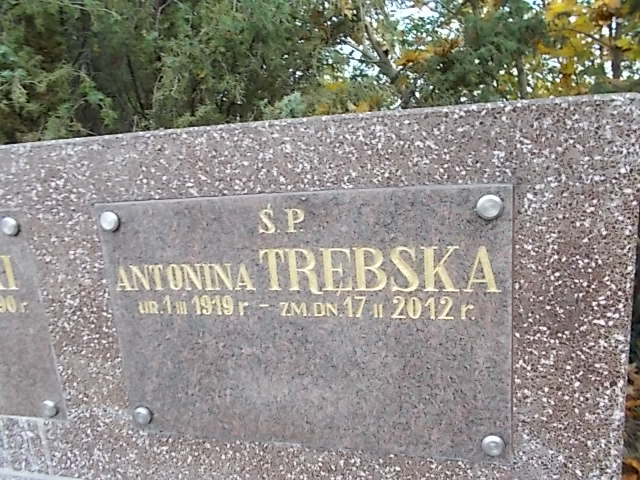 Ś.P.
ANTONINA TREBSKA
UR. 1 III 1919 r - ZM. DN. 17 II 2012 r.